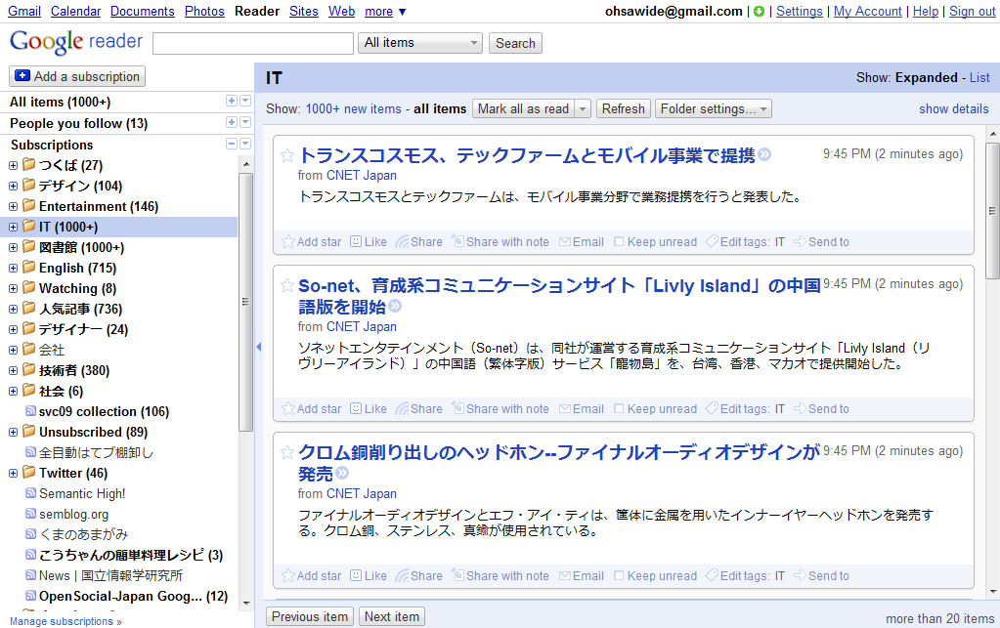 Gmail Calendar Documents Photos Reader Sites Web more ▼
ohsawide@gmail.com | Settings | My Account | Help | Sign out
Google reader
All items
Search
Add a subscription
All items (1000+)
People you follow (13)
Subscriptions
つくば (27)
デザイン (104)
Entertainment (146)
IT (1000+)
図書館 (1000+)
English (715)
Watching (8)
人気記事 (736)
デザイナー (24)
会社
技術者 (380)
社会 (6)
svc09 collection (106)
Unsubscribed (89)
全自動はてブ棚卸し
Twitter (46)
Semantic High!
semblog.org
くまのあまがみ
こうちゃんの簡単料理レシピ (3)
News | 国立情報学研究所
OpenSocial-Japan Goog... (12)
Manage subscriptions »
IT
Show: Expanded - List
Show: 1000+ new items - all items
Mark all as read
Refresh
Folder settings...
show details
トランスコスモス、テックファームとモバイル事業で提携
9:45 PM (2 minutes ago)
from CNET Japan
トランスコスモスとテックファームは、モバイル事業分野で業務提携を行うと発表した。
Add star Like Share Share with note Email Keep unread Edit tags: IT Send to
So-net、育成系コミュニケーションサイト「Livly Island」の中国
9:45 PM (2 minutes ago)
語版を開始
from CNET Japan
ソネットエンタテインメント（So-net）は、同社が運営する育成系コミュニケーションサイト「Livly Island（リ
ヴリーアイランド）」の中国語（繁体字版）サービス「寵物島」を、台湾、香港、マカオで提供開始した。
Add star Like Share Share with note Email Keep unread Edit tags: IT Send to
クロム銅削り出しのヘッドホン--ファイナルオーディオデザインが
9:45 PM (2 minutes ago)
発売
from CNET Japan
ファイナルオーディオデザインとエフ・アイ・ティは、筐体に金属を用いたインナーイヤーヘッドホンを発売す
る。クロム銅、ステンレス、真鍮が使用されている。
Add star Like Share Share with note Email Keep unread Edit tags: IT Send to
Previous item
Next item
more than 20 items